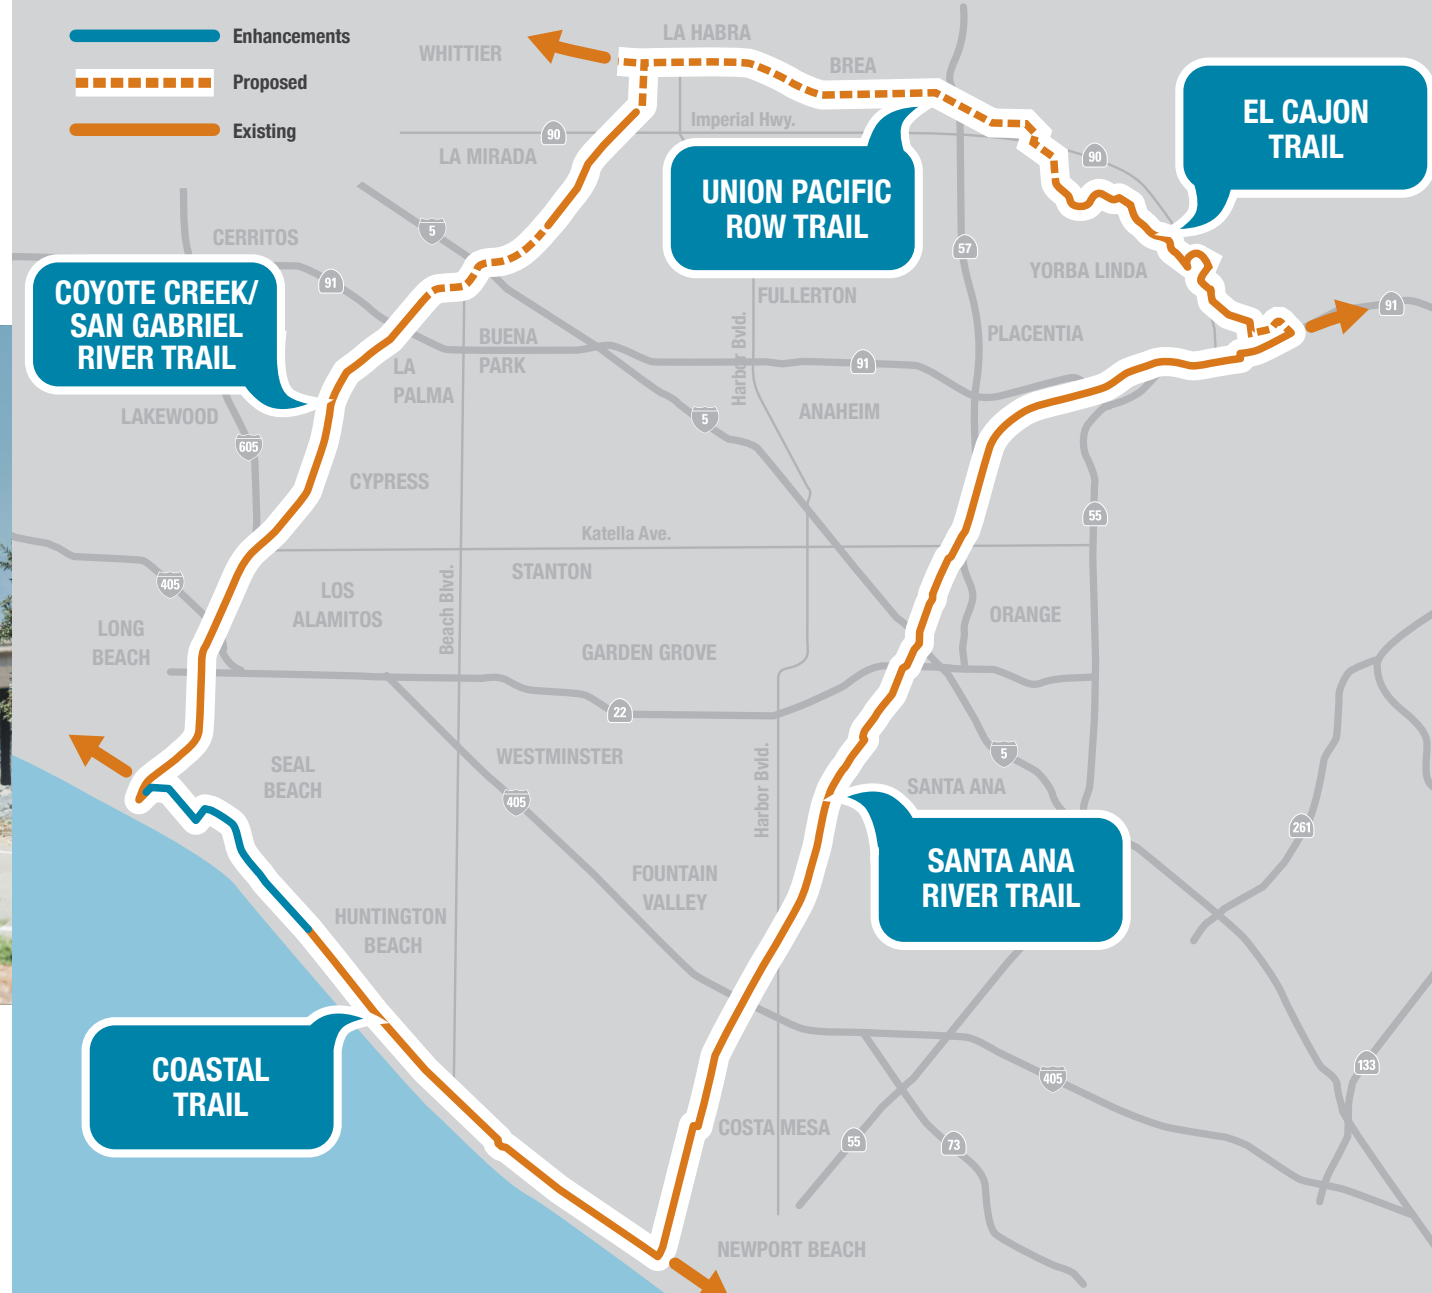 Enhancements
Proposed
Existing
WHITTIER
LA HABRA
BREA
Imperial Hwy.
90
LA MIRADA
90
EL CAJON
TRAIL
UNION PACIFIC
ROW TRAIL
5
CERRITOS
57
YORBA LINDA
91
COYOTE CREEK/
SAN GABRIEL
RIVER TRAIL
FULLERTON
91
BUENA
PARK
PLACENTIA
Harbor Bvld.
91
LA
PALMA
ANAHEIM
LAKEWOOD
5
605
CYPRESS
55
Katella Ave.
STANTON
405
LOS
ALAMITOS
Beach Blvd.
ORANGE
LONG
BEACH
GARDEN GROVE
22
WESTMINSTER
5
SEAL
BEACH
Harbor Bvld.
SANTA ANA
405
261
SANTA ANA
RIVER TRAIL
FOUNTAIN
VALLEY
HUNTINGTON
BEACH
COASTAL
TRAIL
405
133
COSTA MESA
55
73
NEWPORT BEACH